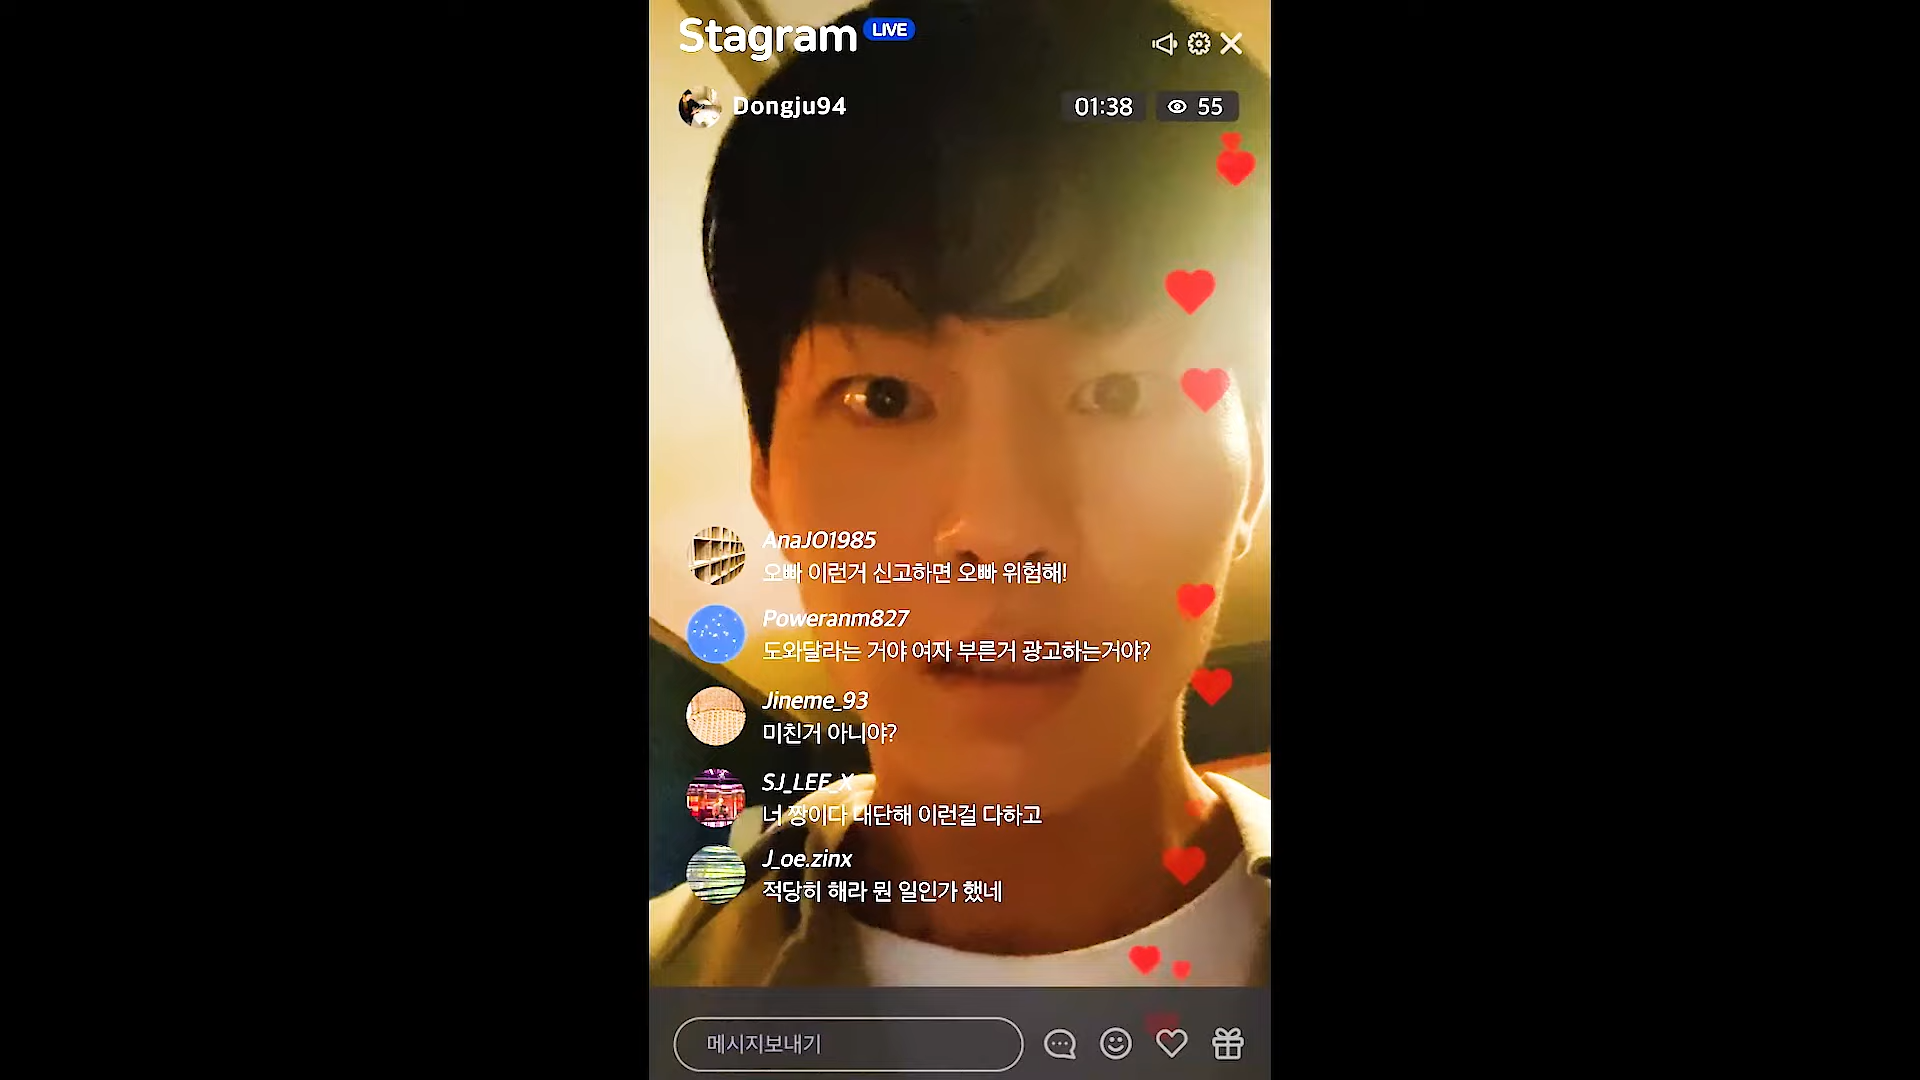 Stagram LIVE
Dongju94 01:38 55
AnaJO1985
오빠 이런거 신고하면 오빠 위험해!
Poweranm827
도와달라는 거야 여자 부른거 광고하는거야?
Jineme_93
미친거 아니야?
SJ_LEE_X
너 짱이다 대단해 이런걸 다하고
J_oe.zinx
적당히 해라 뭔 일인가 했네
메시지보내기